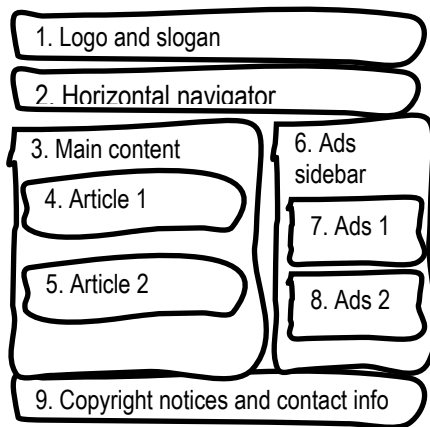 1. Logo and slogan
2. Horizontal navigator
3. Main content
4. Article 1
5. Article 2
6. Ads
sidebar
7. Ads 1
8. Ads 2
9. Copyright notices and contact info